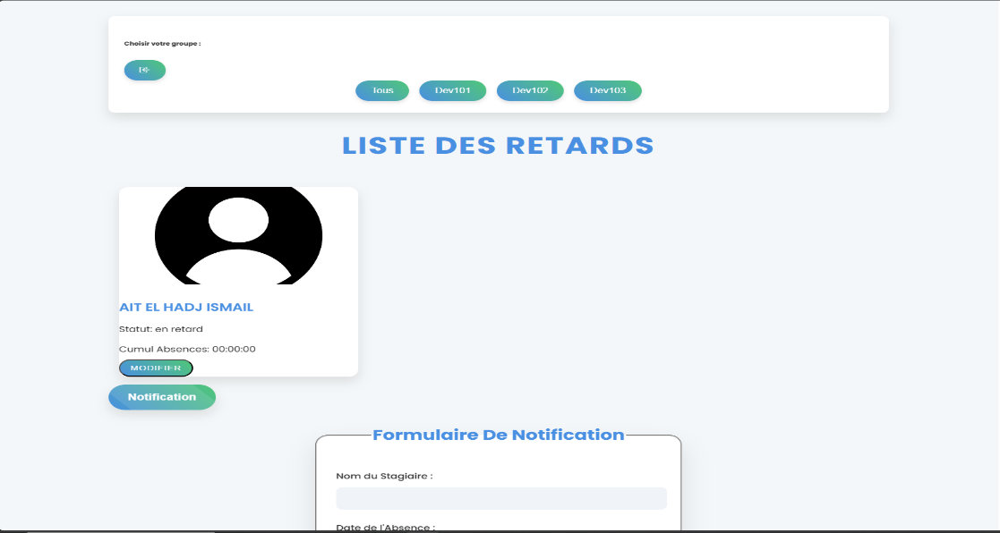 Choisir votre groupe :
Tous Dev101 Dev102 Dev103
LISTE DES RETARDS
AIT EL HADJ ISMAIL
Statut: en retard
Cumul Absences: 00:00:00
MODIFIER
Notification
Formulaire De Notification
Nom du Stagiaire :
Date de l'Absence :